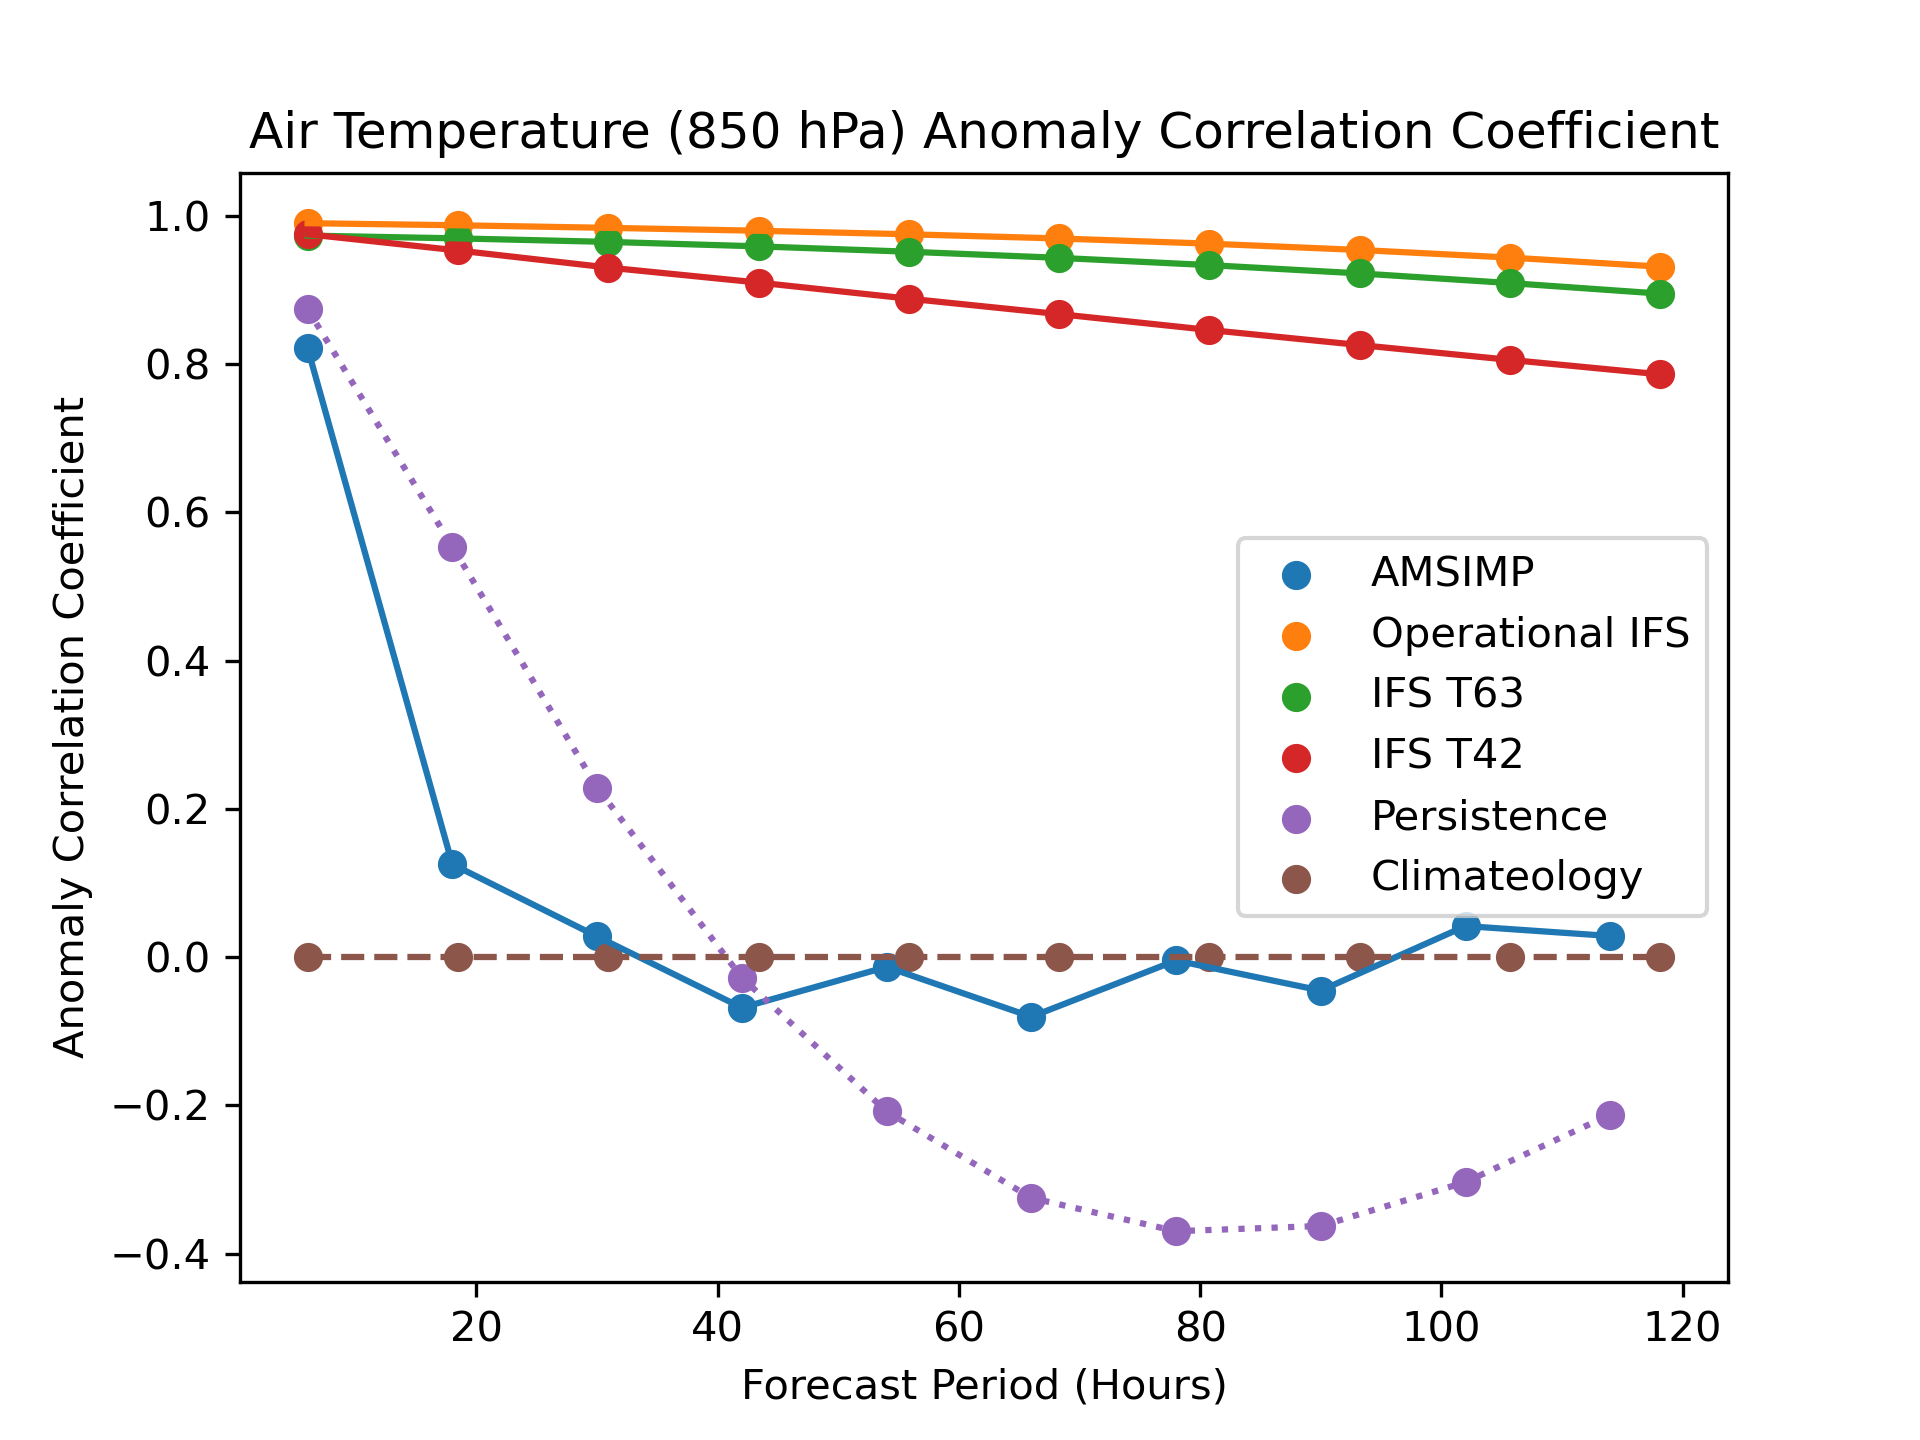 Air Temperature (850 hPa) Anomaly Correlation Coefficient
Anomaly Correlation Coefficient
1.0
0.8
0.6
0.4
0.2
0.0
−0.2
−0.4
AMSIMP
Operational IFS
IFS T63
IFS T42
Persistence
Climateology
20 40 60 80 100 120
Forecast Period (Hours)